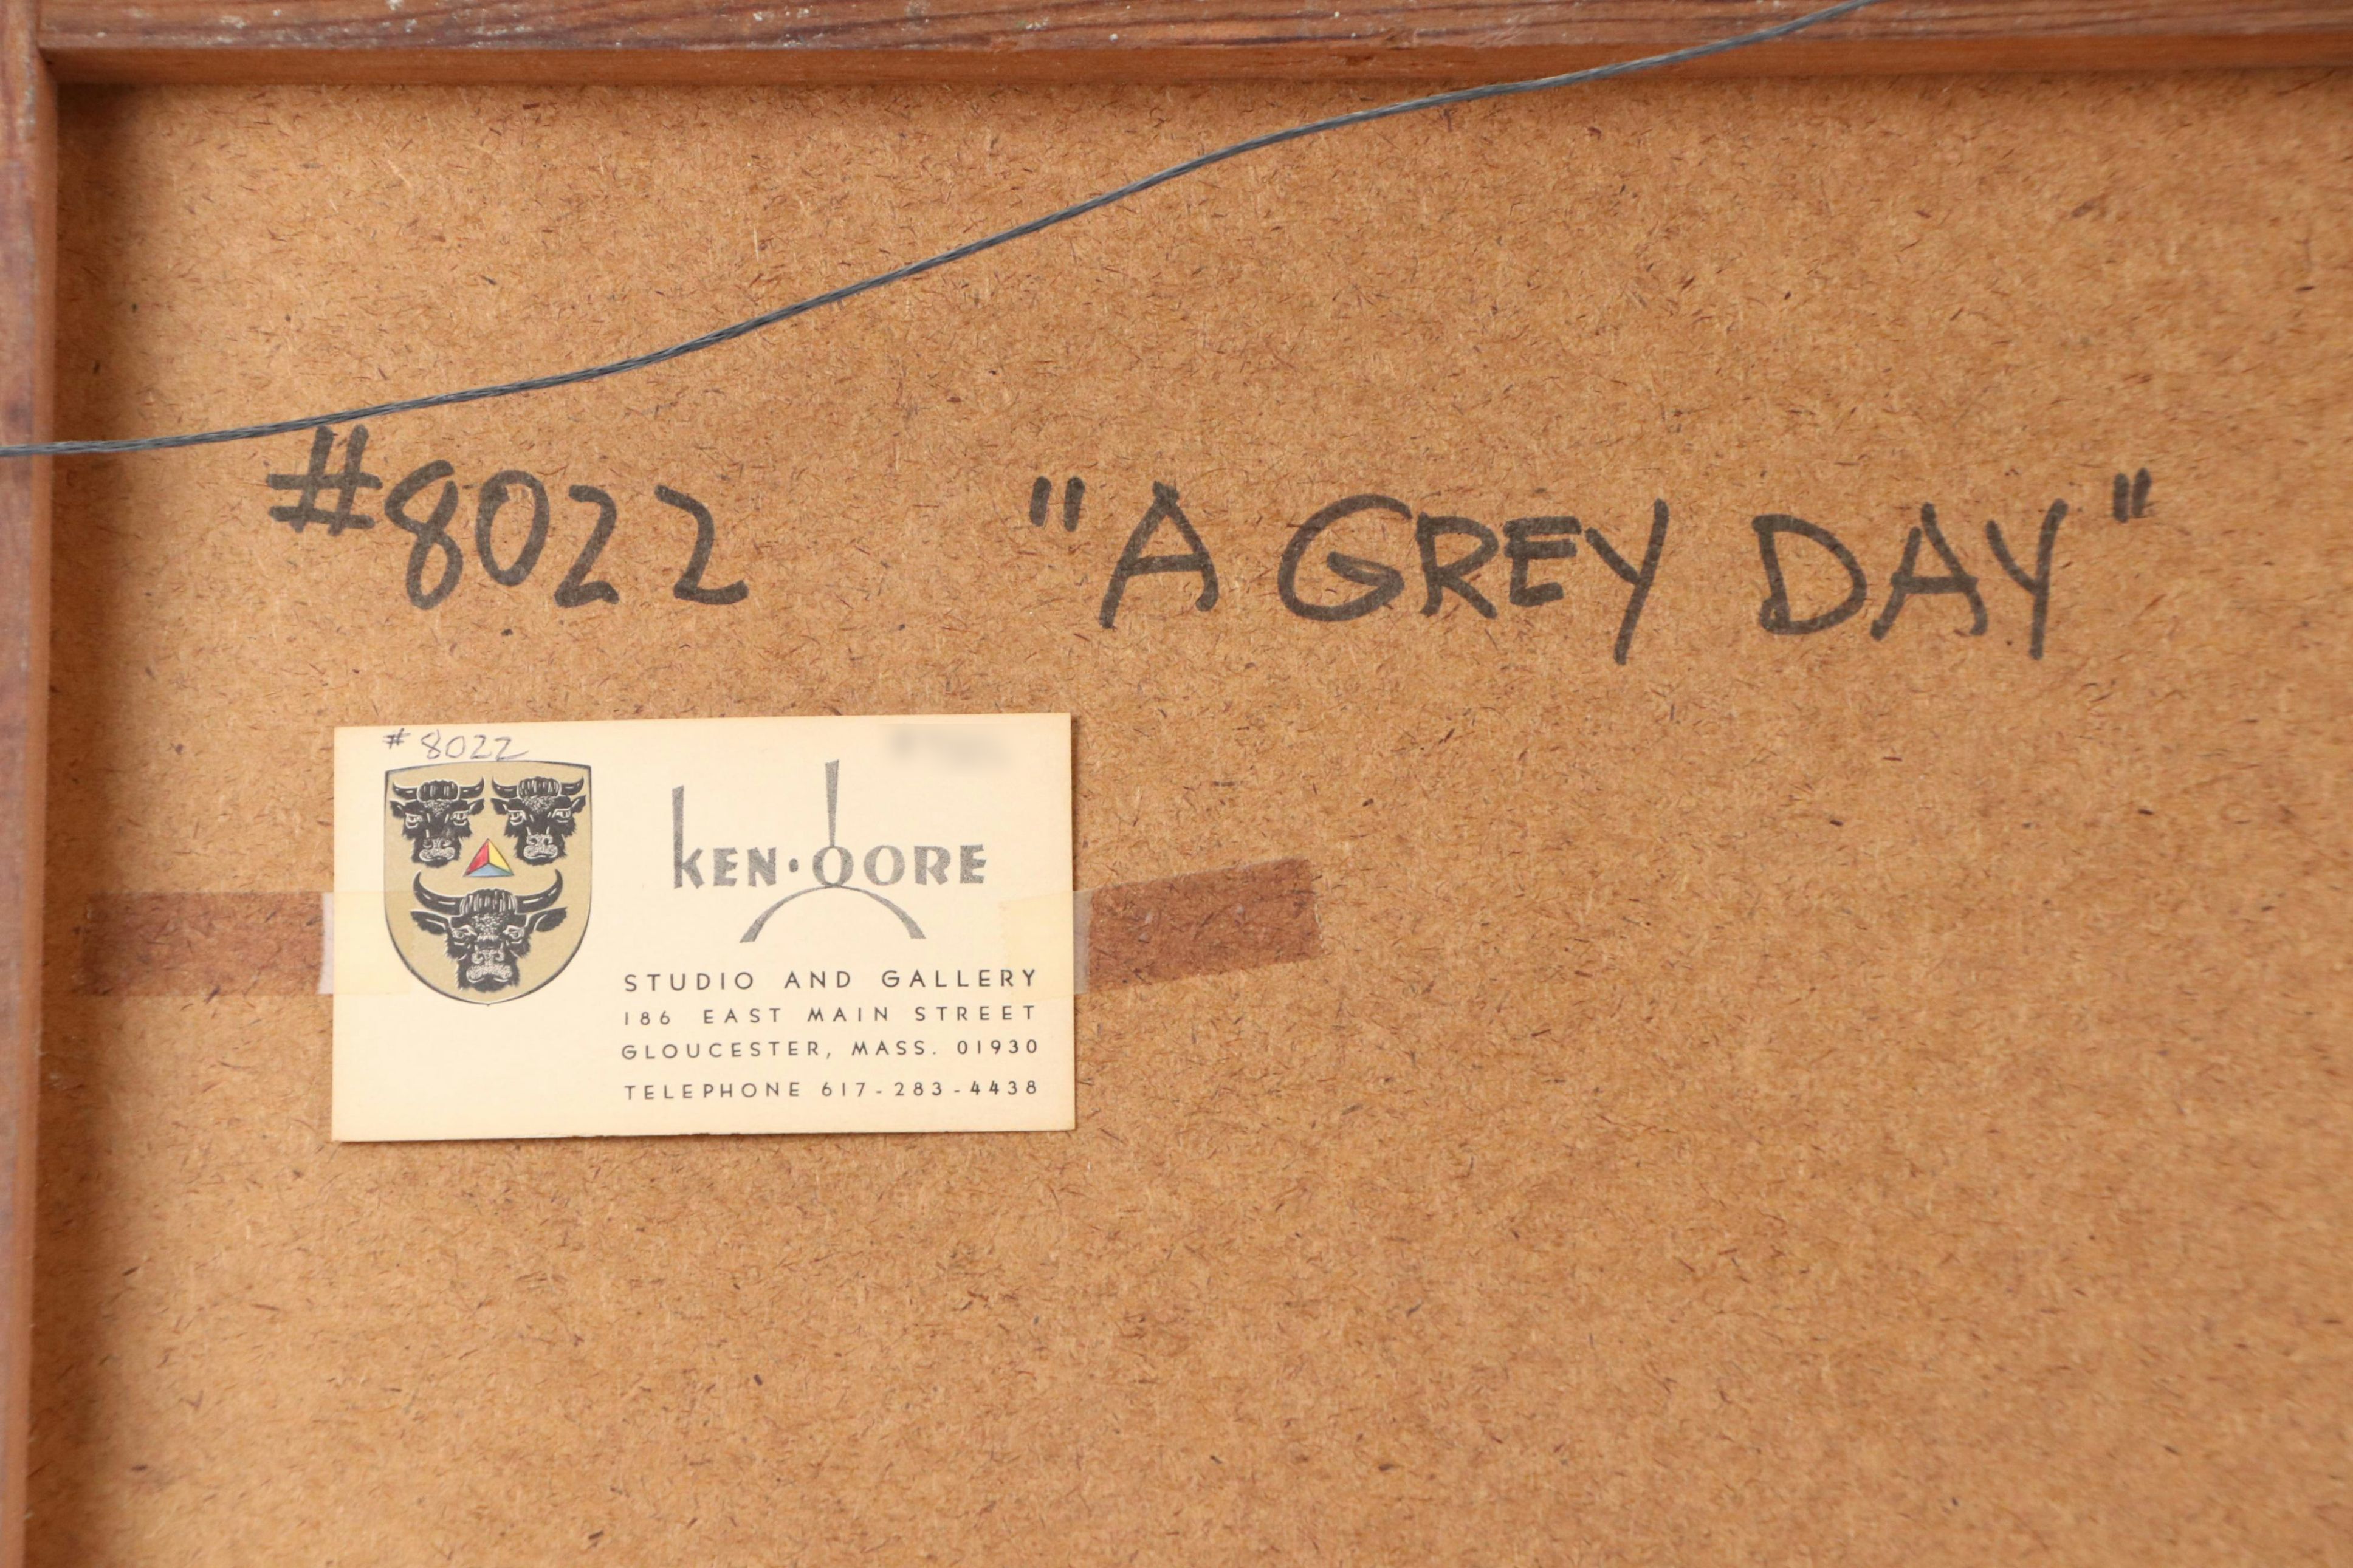 #8022 "A GREY DAY"
# 8022
KEN·GORE
STUDIO AND GALLERY
186 EAST MAIN STREET
GLOUCESTER, MASS. 01930
TELEPHONE 617-283-4438